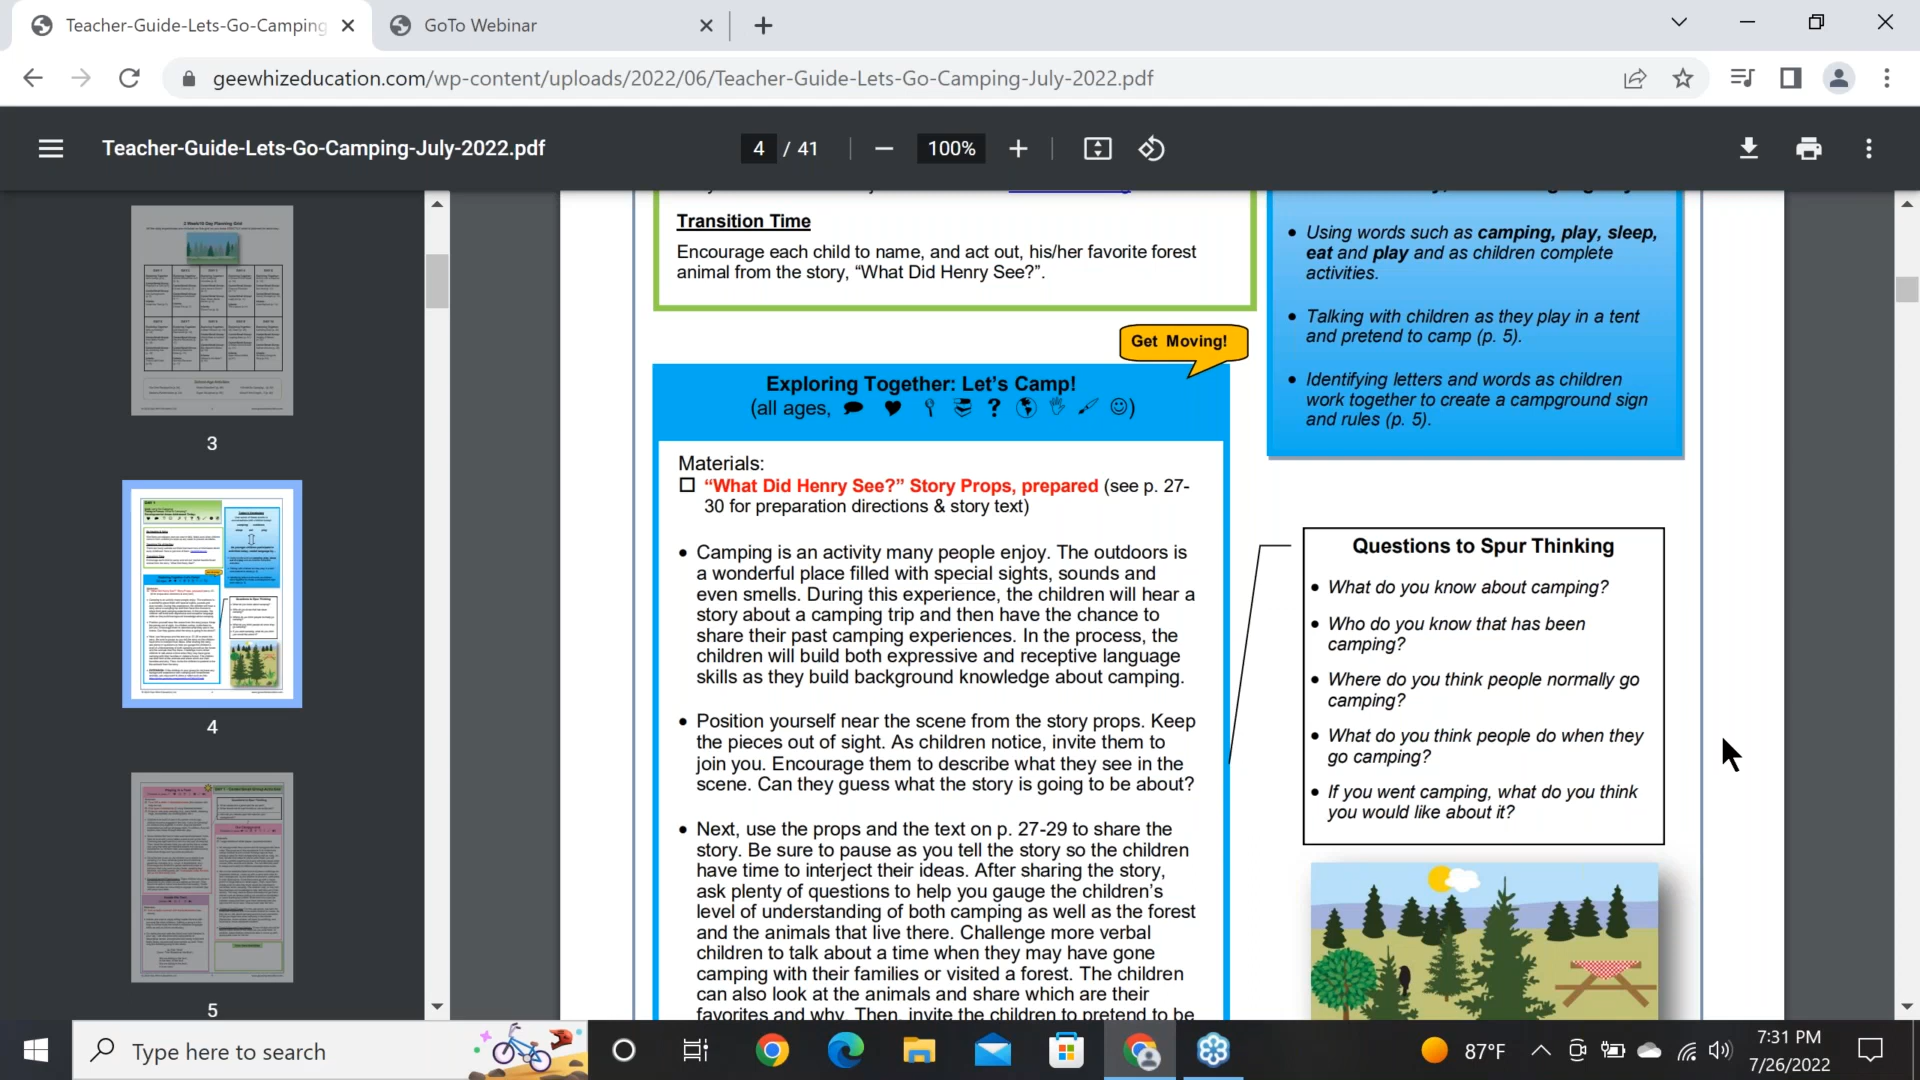 Teacher-Guide-Lets-Go-Camping
GoTo Webinar
geewhizeducation.com/wp-content/uploads/2022/06/Teacher-Guide-Lets-Go-Camping-July-2022.pdf
Teacher-Guide-Lets-Go-Camping-July-2022.pdf
4 / 41
100%
3
4
5
Transition Time
Encourage each child to name, and act out, his/her favorite forest
animal from the story, “What Did Henry See?”.
Get Moving!
Exploring Together: Let’s Camp!
(all ages, ? )
Materials:
☐ “What Did Henry See?” Story Props, prepared (see p. 27-
30 for preparation directions & story text)
• Camping is an activity many people enjoy. The outdoors is
a wonderful place filled with special sights, sounds and
even smells. During this experience, the children will hear a
story about a camping trip and then have the chance to
share their past camping experiences. In the process, the
children will build both expressive and receptive language
skills as they build background knowledge about camping.
• Position yourself near the scene from the story props. Keep
the pieces out of sight. As children notice, invite them to
join you. Encourage them to describe what they see in the
scene. Can they guess what the story is going to be about?
• Next, use the props and the text on p. 27-29 to share the
story. Be sure to pause as you tell the story so the children
have time to interject their ideas. After sharing the story,
ask plenty of questions to help you gauge the children’s
level of understanding of both camping as well as the forest
and the animals that live there. Challenge more verbal
children to talk about a time when they may have gone
camping with their families or visited a forest. The children
can also look at the animals and share which are their
favorites and why. Then, invite the children to pretend to be
• Using words such as camping, play, sleep,
eat and play and as children complete
activities.
• Talking with children as they play in a tent
and pretend to camp (p. 5).
• Identifying letters and words as children
work together to create a campground sign
and rules (p. 5).
Questions to Spur Thinking
• What do you know about camping?
• Who do you know that has been
camping?
• Where do you think people normally go
camping?
• What do you think people do when they
go camping?
• If you went camping, what do you think
you would like about it?
Type here to search
87°F
7:31 PM
7/26/2022